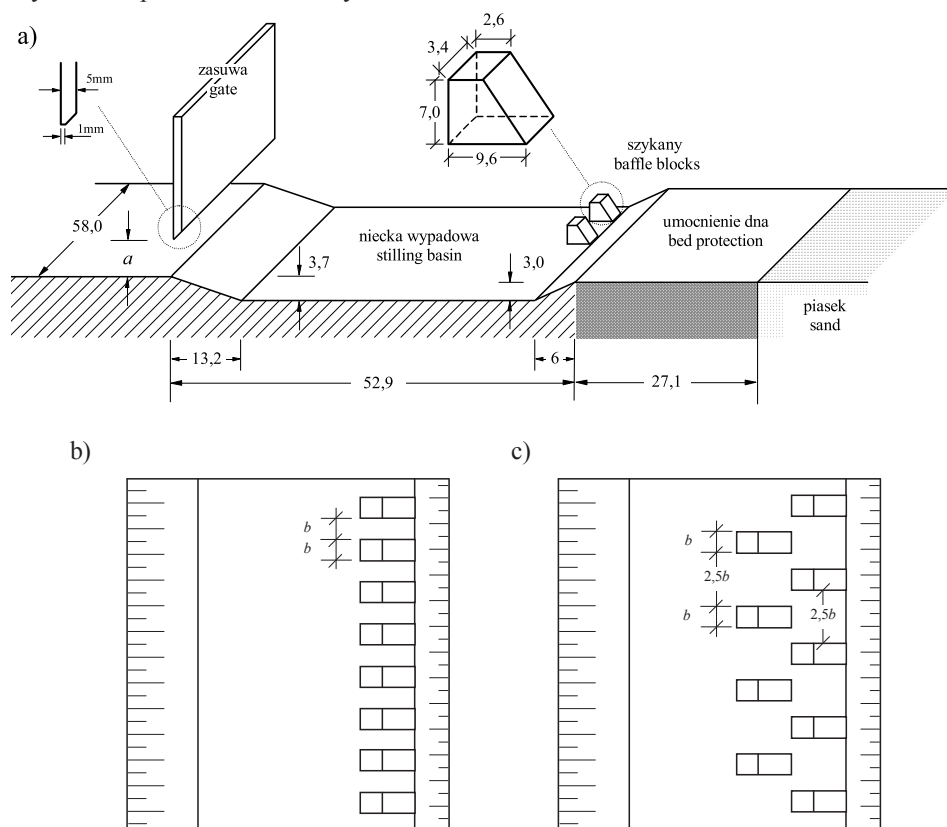 a)
2,6
3,4
zasuwa
gate
5mm
7,0
1mm
9,6
szykany
baffle blocks
58,0
a
niecka wypadowa
stilling basin
umocnienie dna
bed protection
3,7
3,0
piasek
sand
13,2
6
52,9
27,1
b)
c)
b
b
b
2,5b
b
2,5b